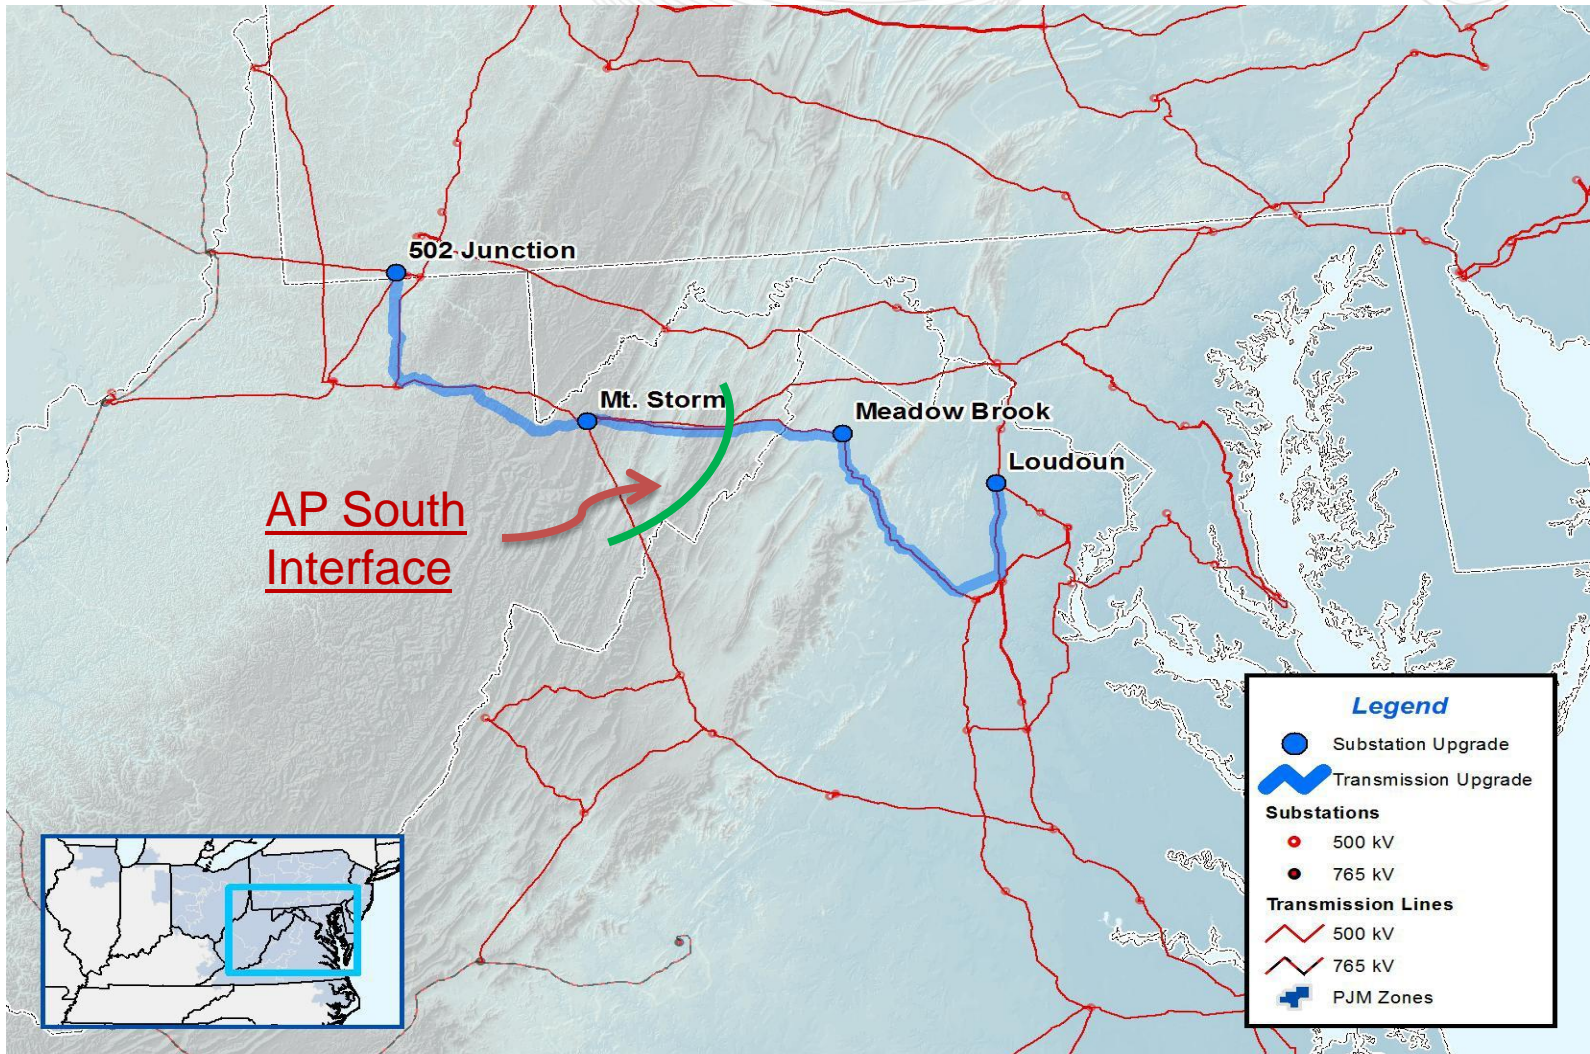 502 Junction
Mt. Storm
Meadow Brook
Loudoun
AP South
Interface
Legend
Substation Upgrade
Transmission Upgrade
Substations
500 kV
765 kV
Transmission Lines
500 kV
765 kV
PJM Zones